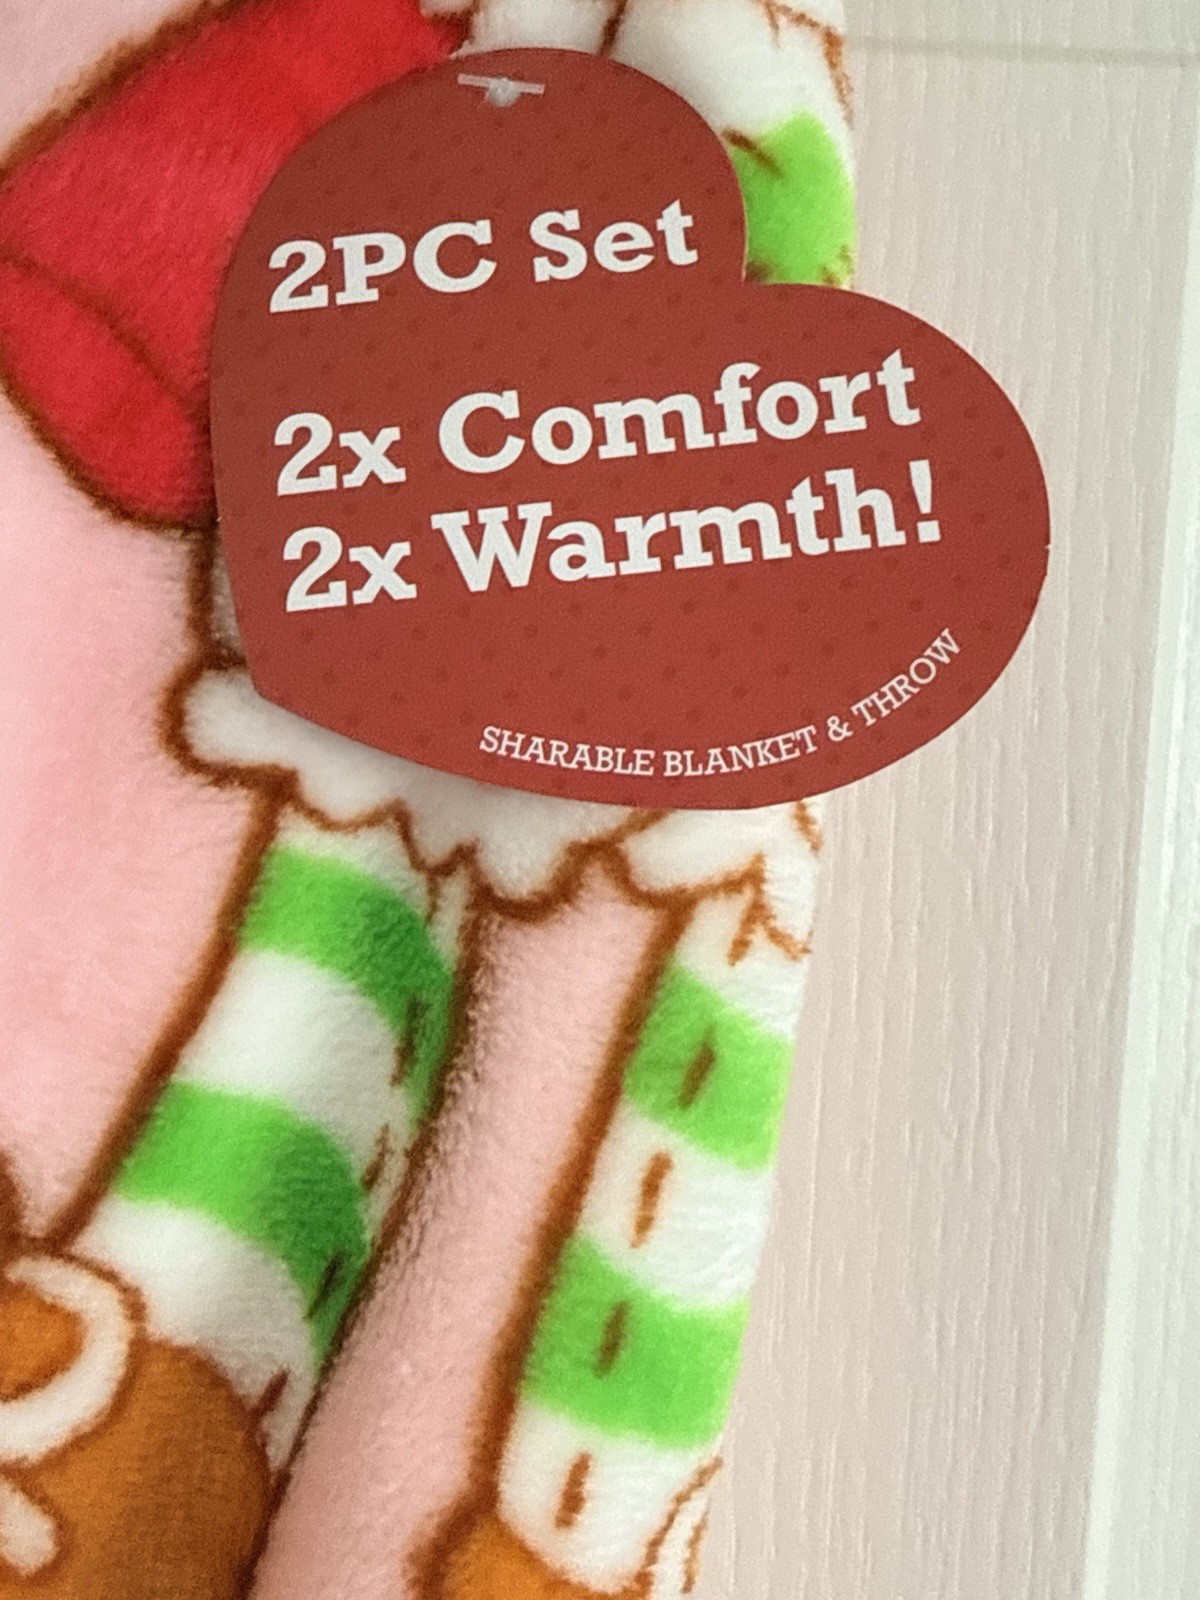 2PC Set
2x Comfort
2x Warmth!
SHARABLE BLANKET & THROW